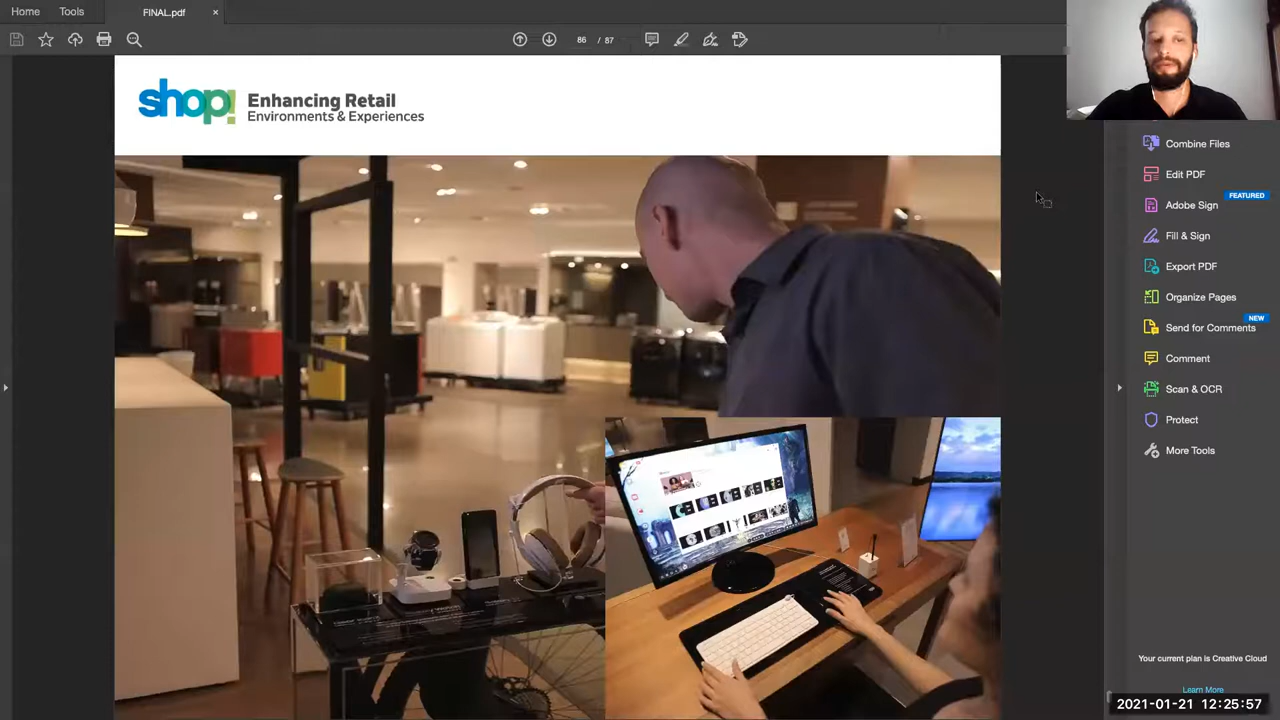 Home Tools FINAL.pdf ×
86 / 87
shop! Enhancing Retail
Environments & Experiences
Combine Files
Edit PDF
FEATURED
Adobe Sign
Fill & Sign
Export PDF
Organize Pages
NEW
Send for Comments
Comment
Scan & OCR
Protect
More Tools
Your current plan is Creative Cloud
Learn More
2021-01-21 12:25:57